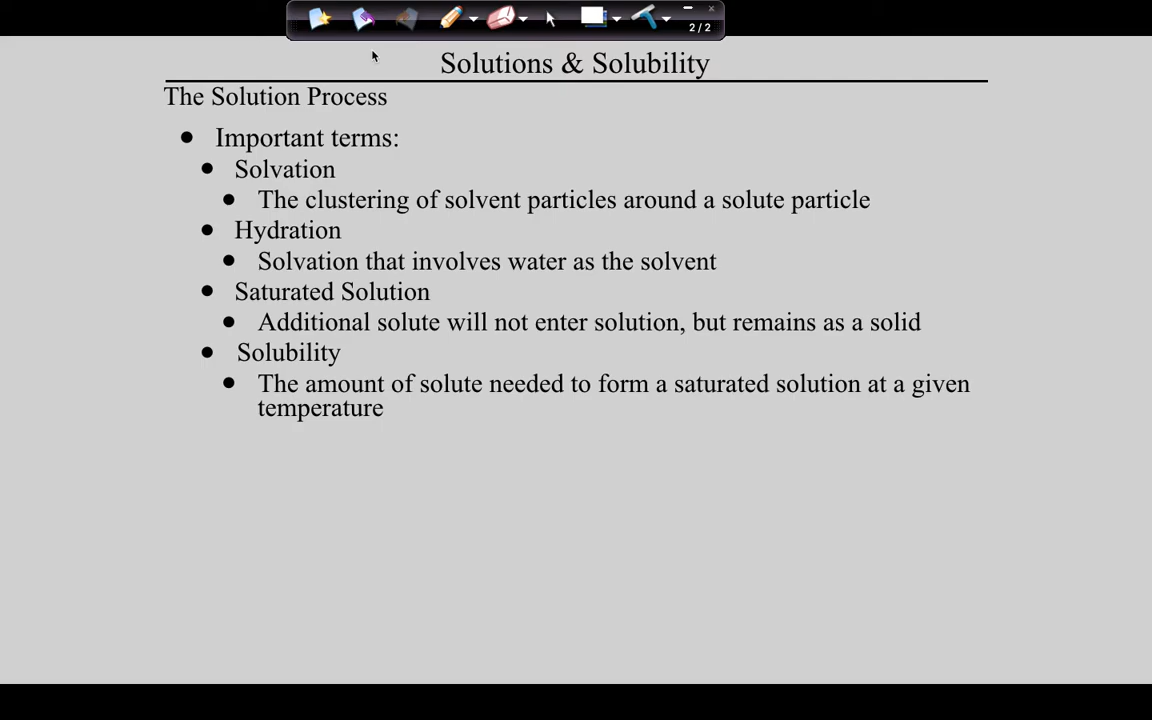 2/2
Solutions & Solubility
The Solution Process
• Important terms:
• Solvation
• The clustering of solvent particles around a solute particle
• Hydration
• Solvation that involves water as the solvent
• Saturated Solution
• Additional solute will not enter solution, but remains as a solid
• Solubility
• The amount of solute needed to form a saturated solution at a given
temperature